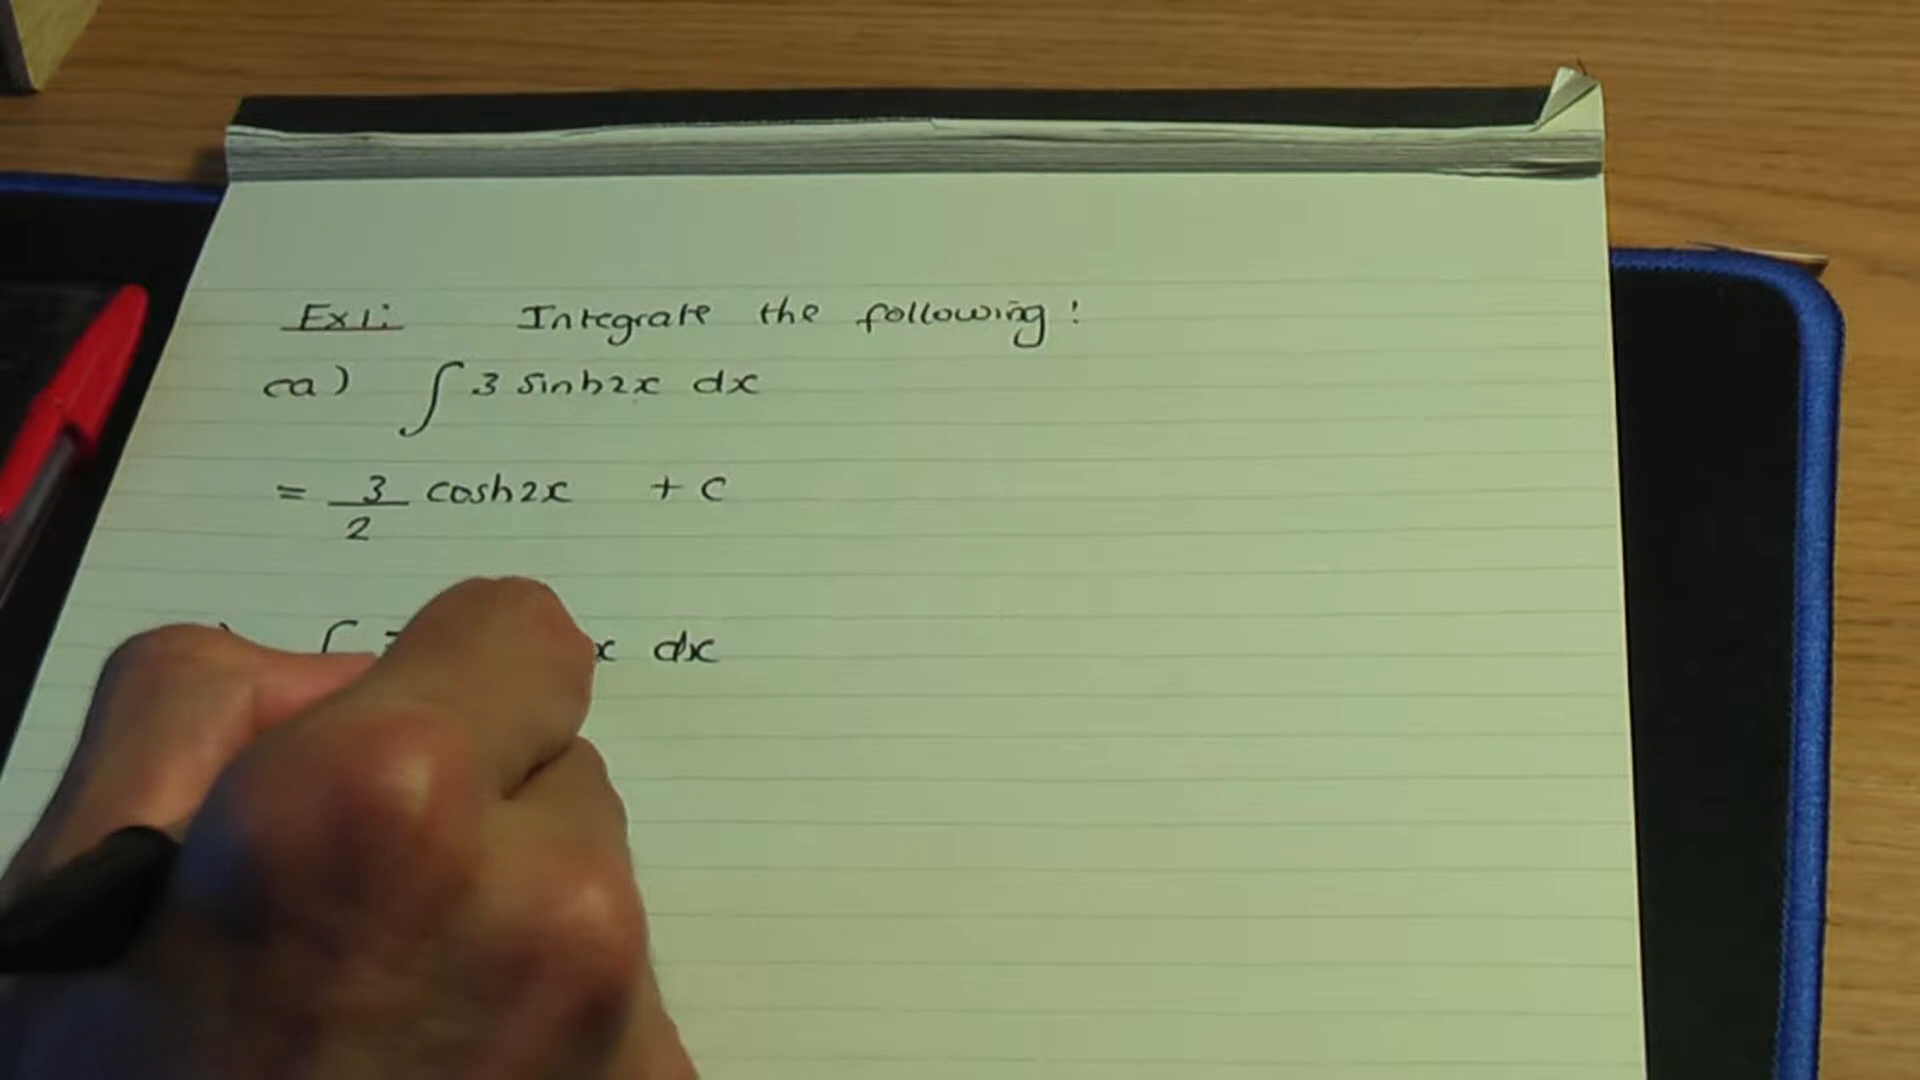 Ex1: Integrate the following:
(a) ∫ 3 sinh2x dx
= 3/2 cosh2x + c
) ∫ x dx